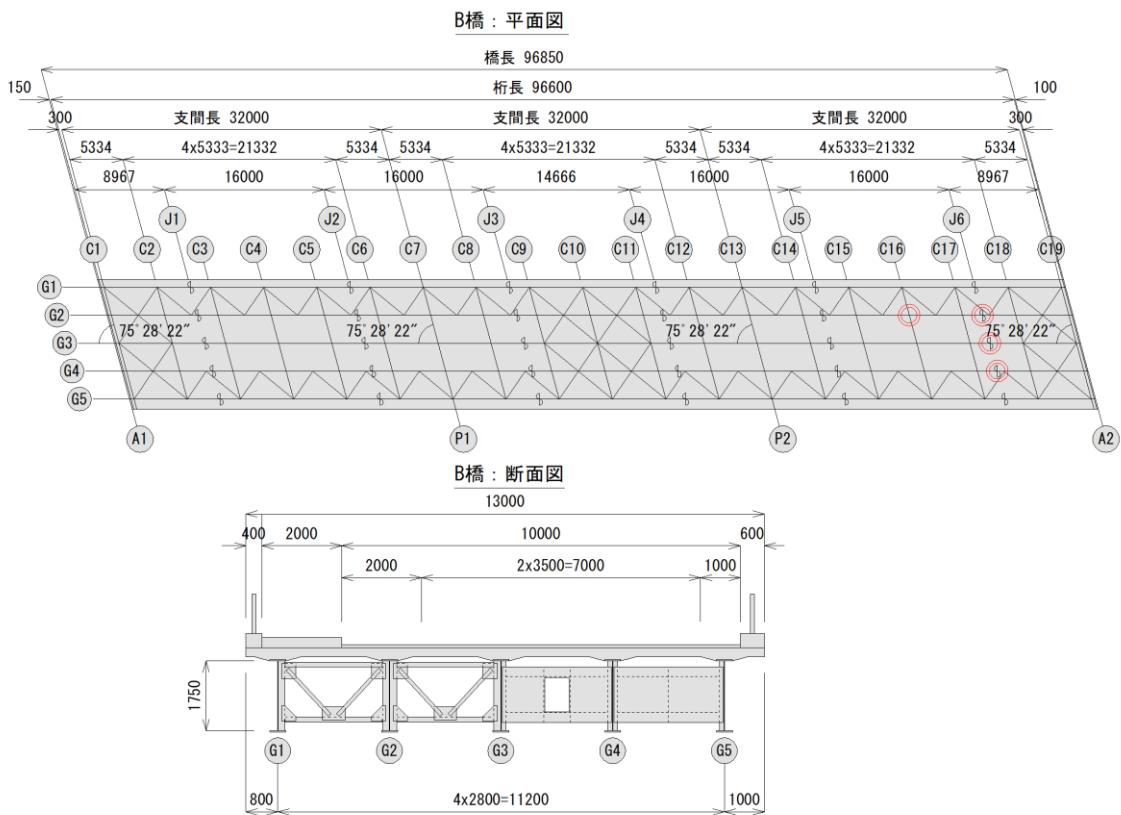 B橋：平面図
橋長 96850
150 桁長 96600 100
300 支間長 32000 支間長 32000 支間長 32000 300
5334 4x5333=21332 5334 5334 4x5333=21332 5334 5334 4x5333=21332 5334
8967 16000 16000 14666 16000 16000 8967
J1 J2 J3 J4 J5 J6
C1 C2 C3 C4 C5 C6 C7 C8 C9 C10 C11 C12 C13 C14 C15 C16 C17 C18 C19
G1
G2
75° 28' 22" 75° 28' 22" 75° 28' 22" 75° 28' 22"
G3
G4
G5
A1 P1 P2 A2
B橋：断面図
13000
400 2000 10000 600
2000 2x3500=7000 1000
1750
G1 G2 G3 G4 G5
800 4x2800=11200 1000